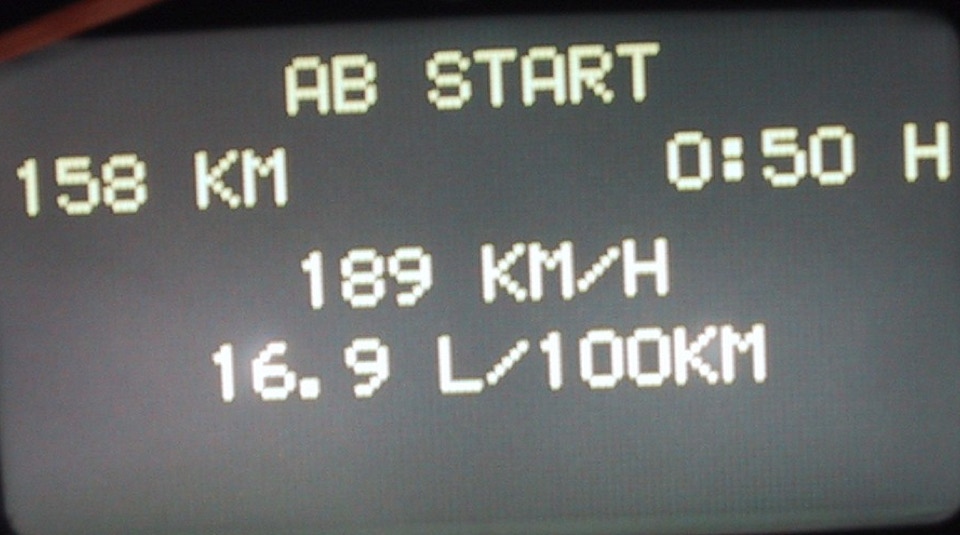 AB START
158 KM 0:50 H
189 KM/H
16.9 L/100KM